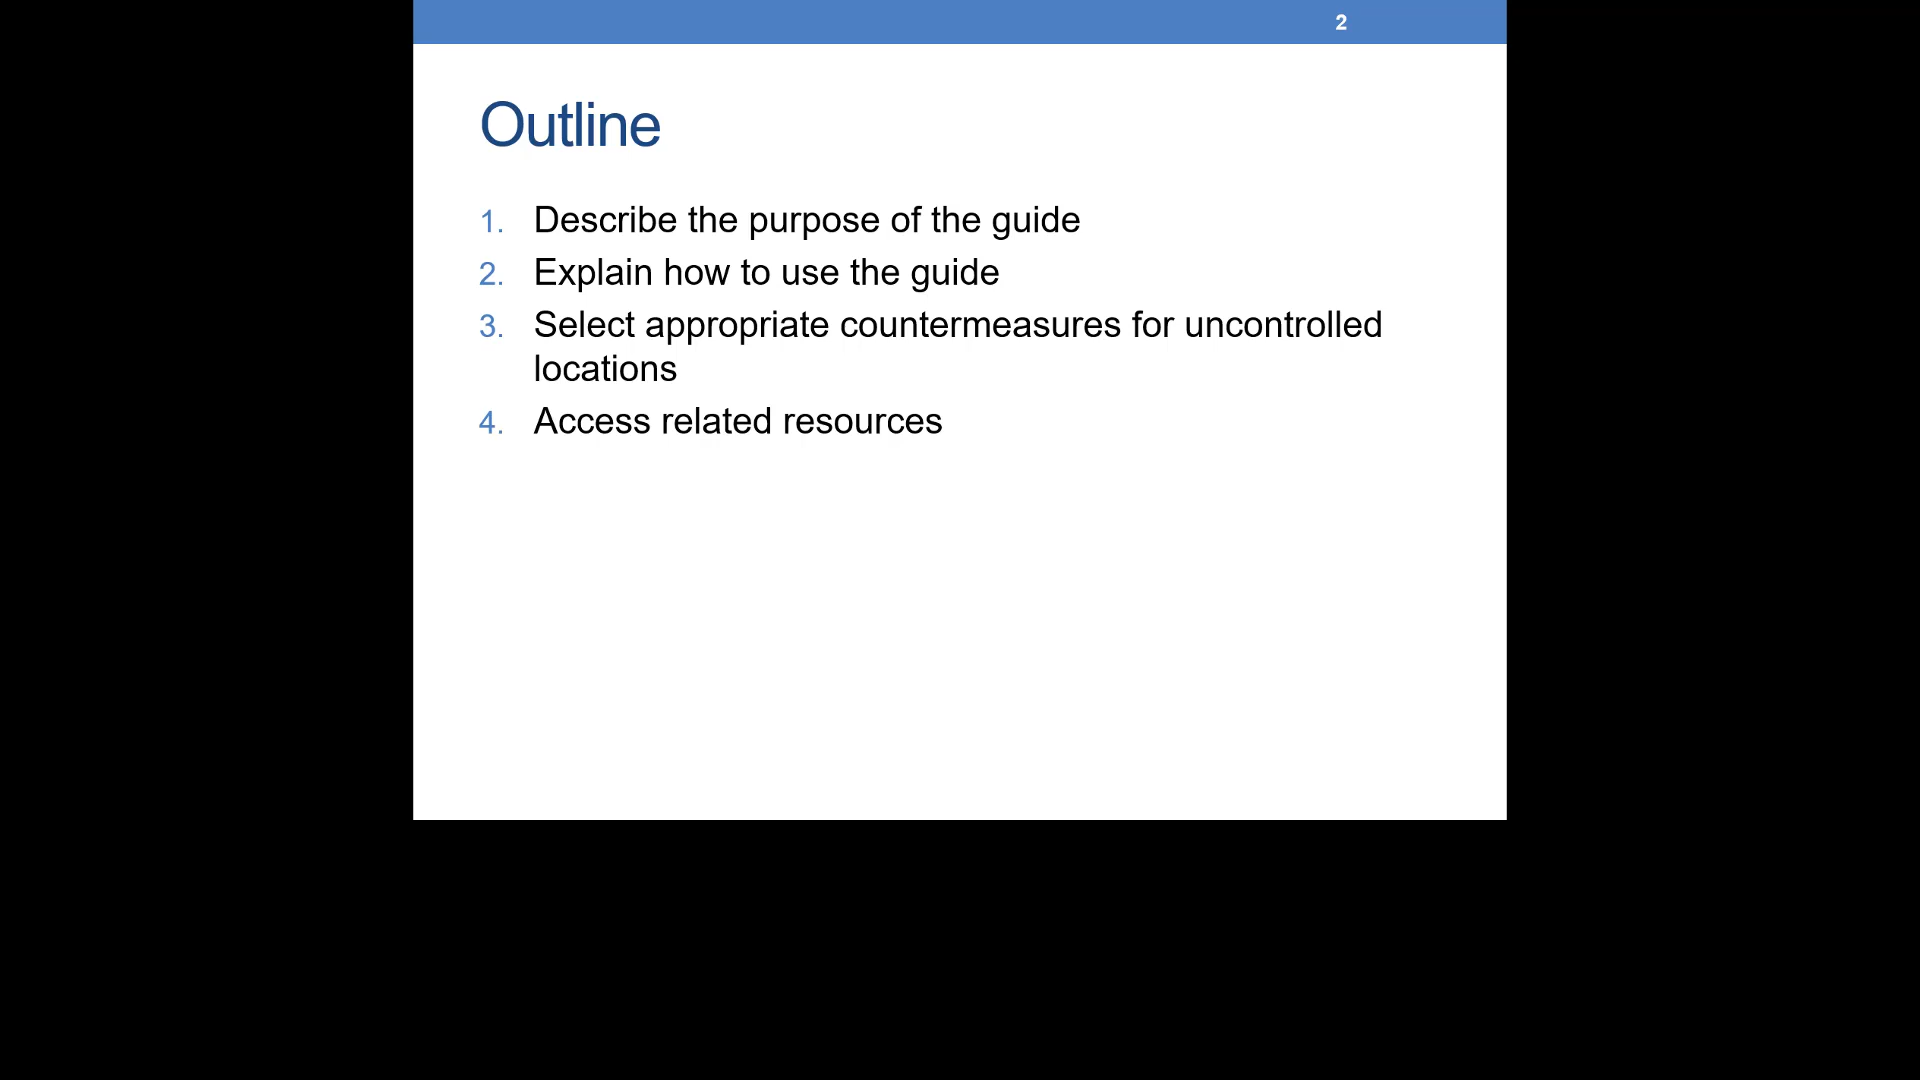 2
Outline
1. Describe the purpose of the guide
2. Explain how to use the guide
3. Select appropriate countermeasures for uncontrolled
locations
4. Access related resources